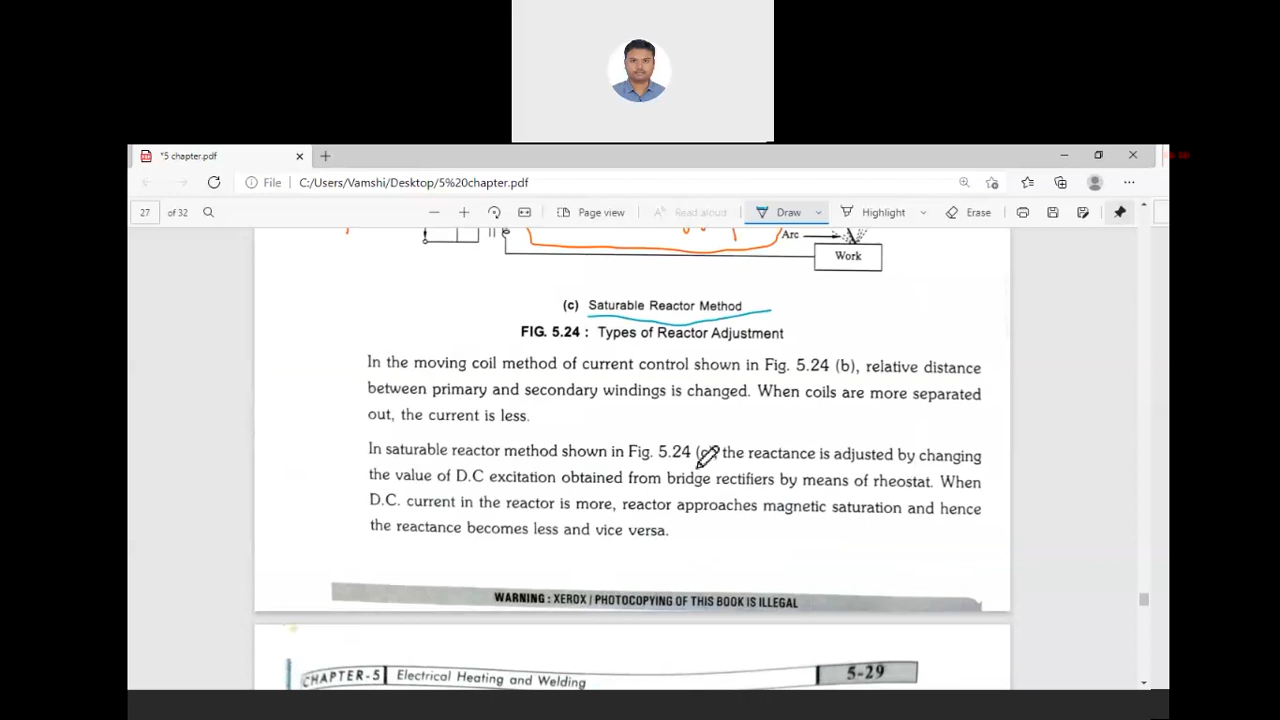 *5 chapter.pdf
File C:/Users/Vamshi/Desktop/5%20chapter.pdf
27 of 32 Page view Read aloud Draw Highlight Erase
Arc
Work
(c) Saturable Reactor Method
FIG. 5.24 : Types of Reactor Adjustment
In the moving coil method of current control shown in Fig. 5.24 (b), relative distance
between primary and secondary windings is changed. When coils are more separated
out, the current is less.
In saturable reactor method shown in Fig. 5.24 the reactance is adjusted by changing
the value of D.C excitation obtained from bridge rectifiers by means of rheostat. When
D.C. current in the reactor is more, reactor approaches magnetic saturation and hence
the reactance becomes less and vice versa.
WARNING : XEROX / PHOTOCOPYING OF THIS BOOK IS ILLEGAL
CHAPTER-5 Electrical Heating and Welding 5-29